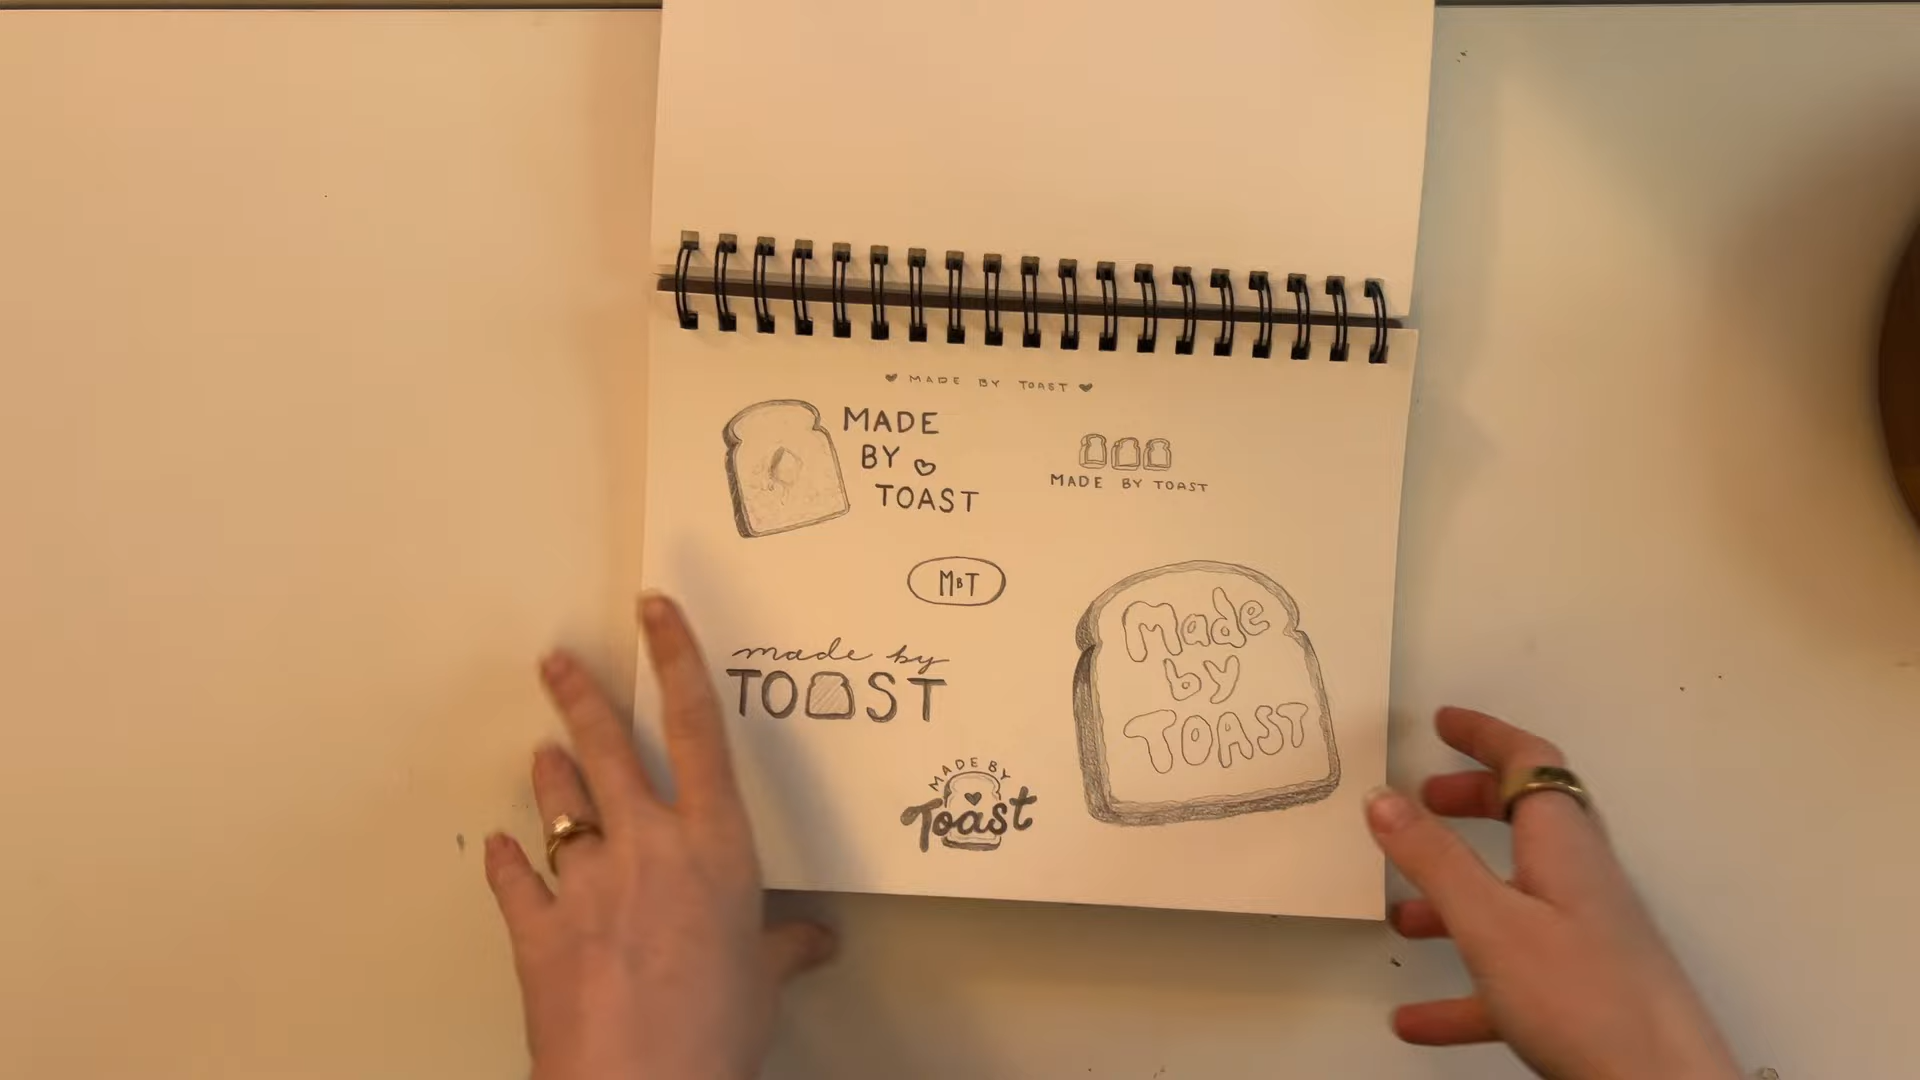 ♥ MADE BY TOAST ♥
MADE
BY ♡
TOAST
MADE BY TOAST
MBT
made by
TOAST
Made
by
TOAST
MADE BY
Toast